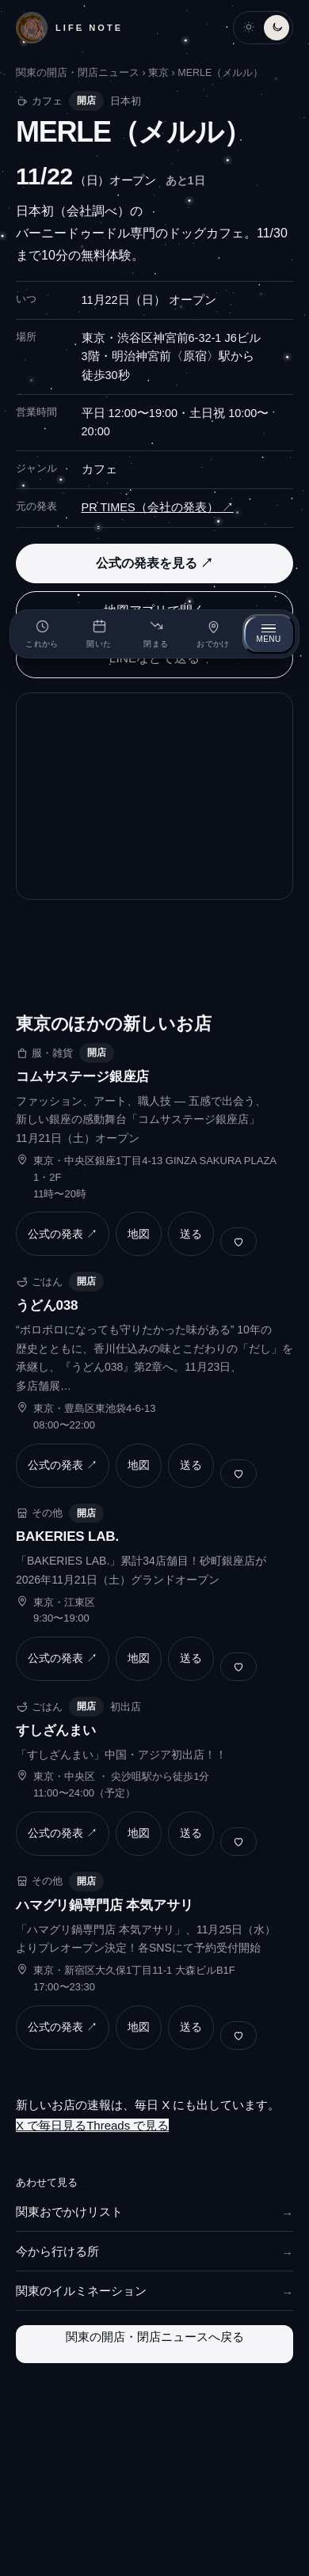 LIFE NOTE
関東の開店・閉店ニュース › 東京 › MERLE（メルル）
カフェ 開店 日本初
MERLE（メルル）
11/22（日）オープン あと1日
日本初（会社調べ）の
バーニードゥードル専門のドッグカフェ。11/30
まで10分の無料体験。
いつ 11月22日（日） オープン
場所 東京・渋谷区神宮前6-32-1 J6ビル
3階・明治神宮前〈原宿〉駅から
徒歩30秒
営業時間 平日 12:00〜19:00・土日祝 10:00〜
20:00
ジャンル カフェ
元の発表 PR TIMES（会社の発表） ↗
公式の発表を見る ↗
これから 開いた 閉まる おでかけ MENU
東京のほかの新しいお店
服・雑貨 開店
コムサステージ銀座店
ファッション、アート、職人技 — 五感で出会う、
新しい銀座の感動舞台「コムサステージ銀座店」
11月21日（土）オープン
東京・中央区銀座1丁目4-13 GINZA SAKURA PLAZA
1・2F
11時〜20時
公式の発表 ↗ 地図 送る
ごはん 開店
うどん038
“ボロボロになっても守りたかった味がある” 10年の
歴史とともに、香川仕込みの味とこだわりの「だし」を
承継し、『うどん038』第2章へ。11月23日、
多店舗展…
東京・豊島区東池袋4-6-13
08:00〜22:00
公式の発表 ↗ 地図 送る
その他 開店
BAKERIES LAB.
「BAKERIES LAB.」累計34店舗目！砂町銀座店が
2026年11月21日（土）グランドオープン
東京・江東区
9:30〜19:00
公式の発表 ↗ 地図 送る
ごはん 開店 初出店
すしざんまい
「すしざんまい」中国・アジア初出店！！
東京・中央区 ・ 尖沙咀駅から徒歩1分
11:00〜24:00（予定）
公式の発表 ↗ 地図 送る
その他 開店
ハマグリ鍋専門店 本気アサリ
「ハマグリ鍋専門店 本気アサリ」、11月25日（水）
よりプレオープン決定！各SNSにて予約受付開始
東京・新宿区大久保1丁目11-1 大森ビルB1F
17:00〜23:30
公式の発表 ↗ 地図 送る
新しいお店の速報は、毎日 X にも出しています。
X で毎日見るThreads で見る
あわせて見る
関東おでかけリスト →
今から行ける所 →
関東のイルミネーション →
関東の開店・閉店ニュースへ戻る